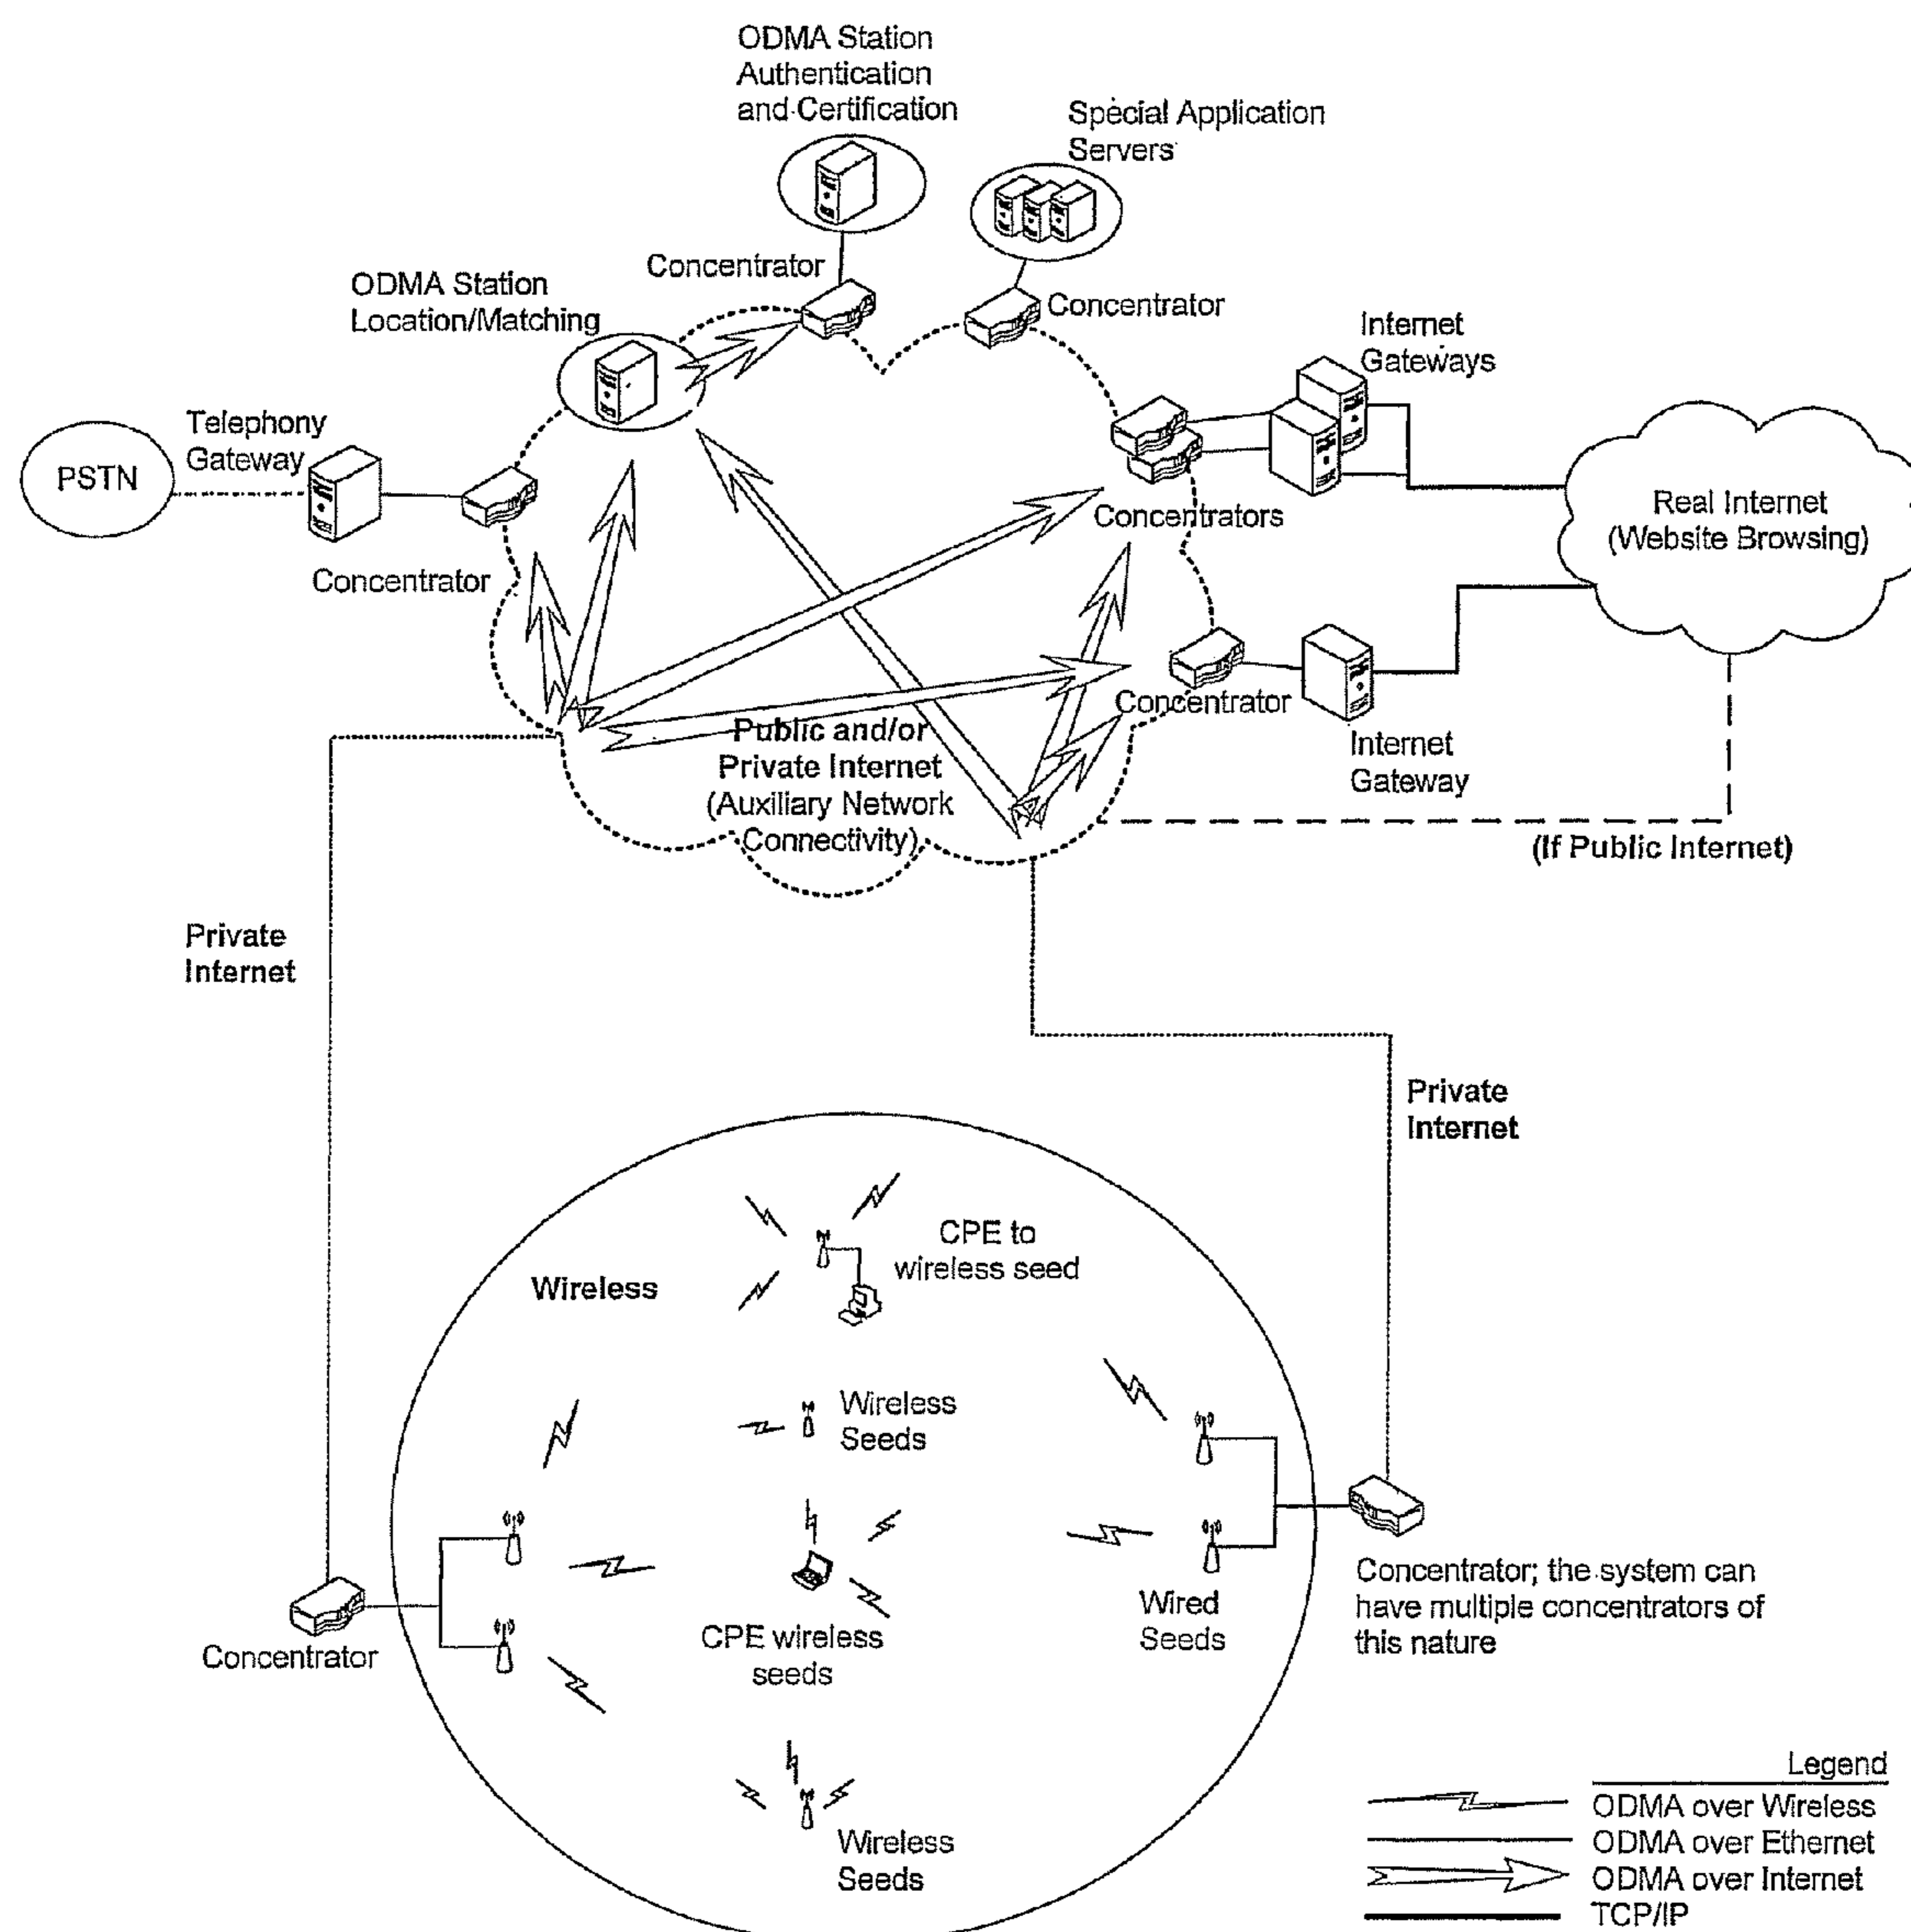 ODMA Station
Authentication
and Certification
Special Application
Servers
Concentrator
Concentrator
ODMA Station
Location/Matching
Internet
Gateways
Telephony
Gateway
PSTN
Concentrators
Real Internet
(Website Browsing)
Concentrator
Concentrator
Public and/or
Private Internet
(Auxiliary Network
Connectivity)
Internet
Gateway
(If Public Internet)
Private
Internet
Private
Internet
CPE to
wireless seed
Wireless
Wireless
Seeds
Concentrator
CPE wireless
seeds
Wired
Seeds
Concentrator; the system can
have multiple concentrators of
this nature
Wireless
Seeds
Legend
ODMA over Wireless
ODMA over Ethernet
ODMA over Internet
TCP/IP